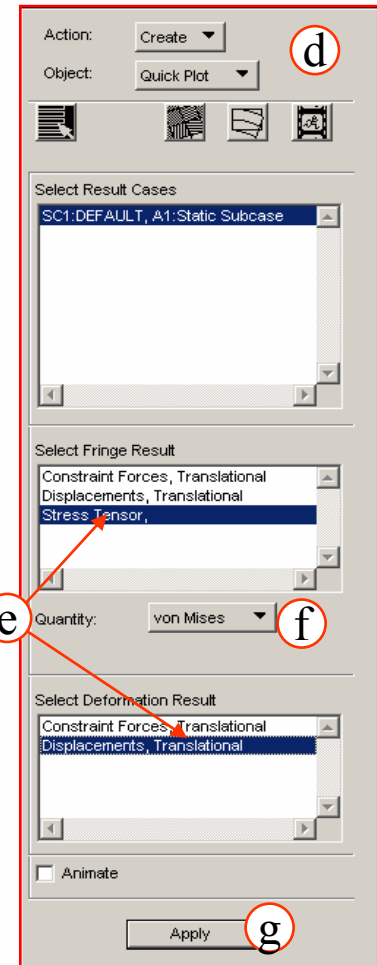 Action: Create
d
Object: Quick Plot
Select Result Cases
SC1:DEFAULT, A1:Static Subcase
Select Fringe Result
Constraint Forces, Translational
Displacements, Translational
Stress Tensor,
e
Quantity: von Mises
f
Select Deformation Result
Constraint Forces, Translational
Displacements, Translational
Animate
Apply
g